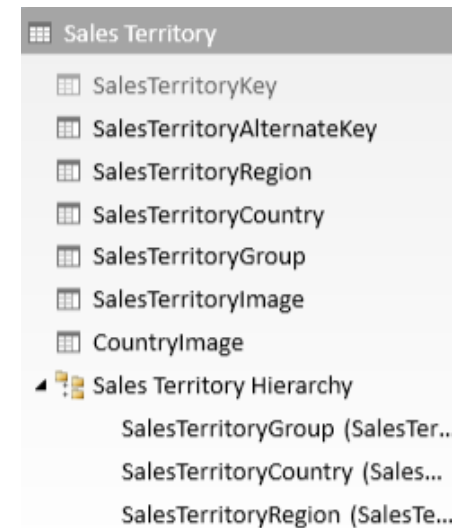 Sales Territory
SalesTerritoryKey
SalesTerritoryAlternateKey
SalesTerritoryRegion
SalesTerritoryCountry
SalesTerritoryGroup
SalesTerritoryImage
CountryImage
Sales Territory Hierarchy
SalesTerritoryGroup (SalesTer...
SalesTerritoryCountry (Sales...
SalesTerritoryRegion (SalesTe...